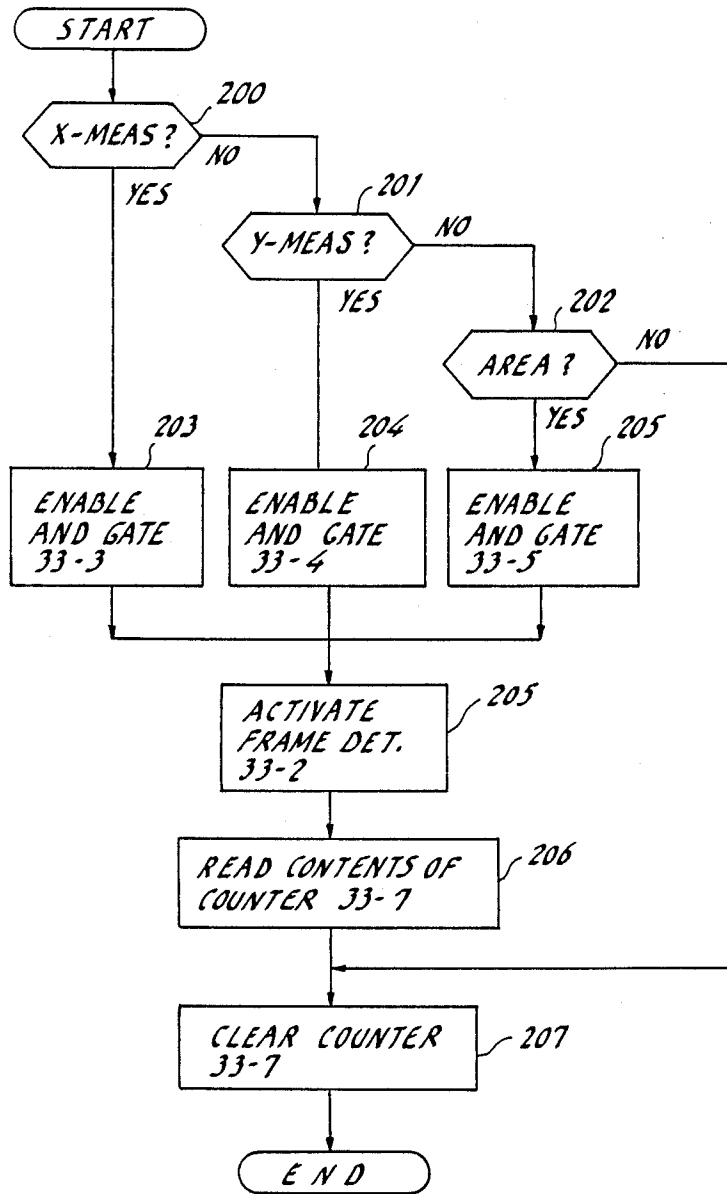 START
200
X-MEAS?
NO
YES
201
Y-MEAS?
NO
YES
202
AREA?
NO
YES
203
ENABLE
AND GATE
33-3
204
ENABLE
AND GATE
33-4
205
ENABLE
AND GATE
33-5
205
ACTIVATE
FRAME DET.
33-2
206
READ CONTENTS OF
COUNTER 33-7
CLEAR COUNTER
33-7
207
END